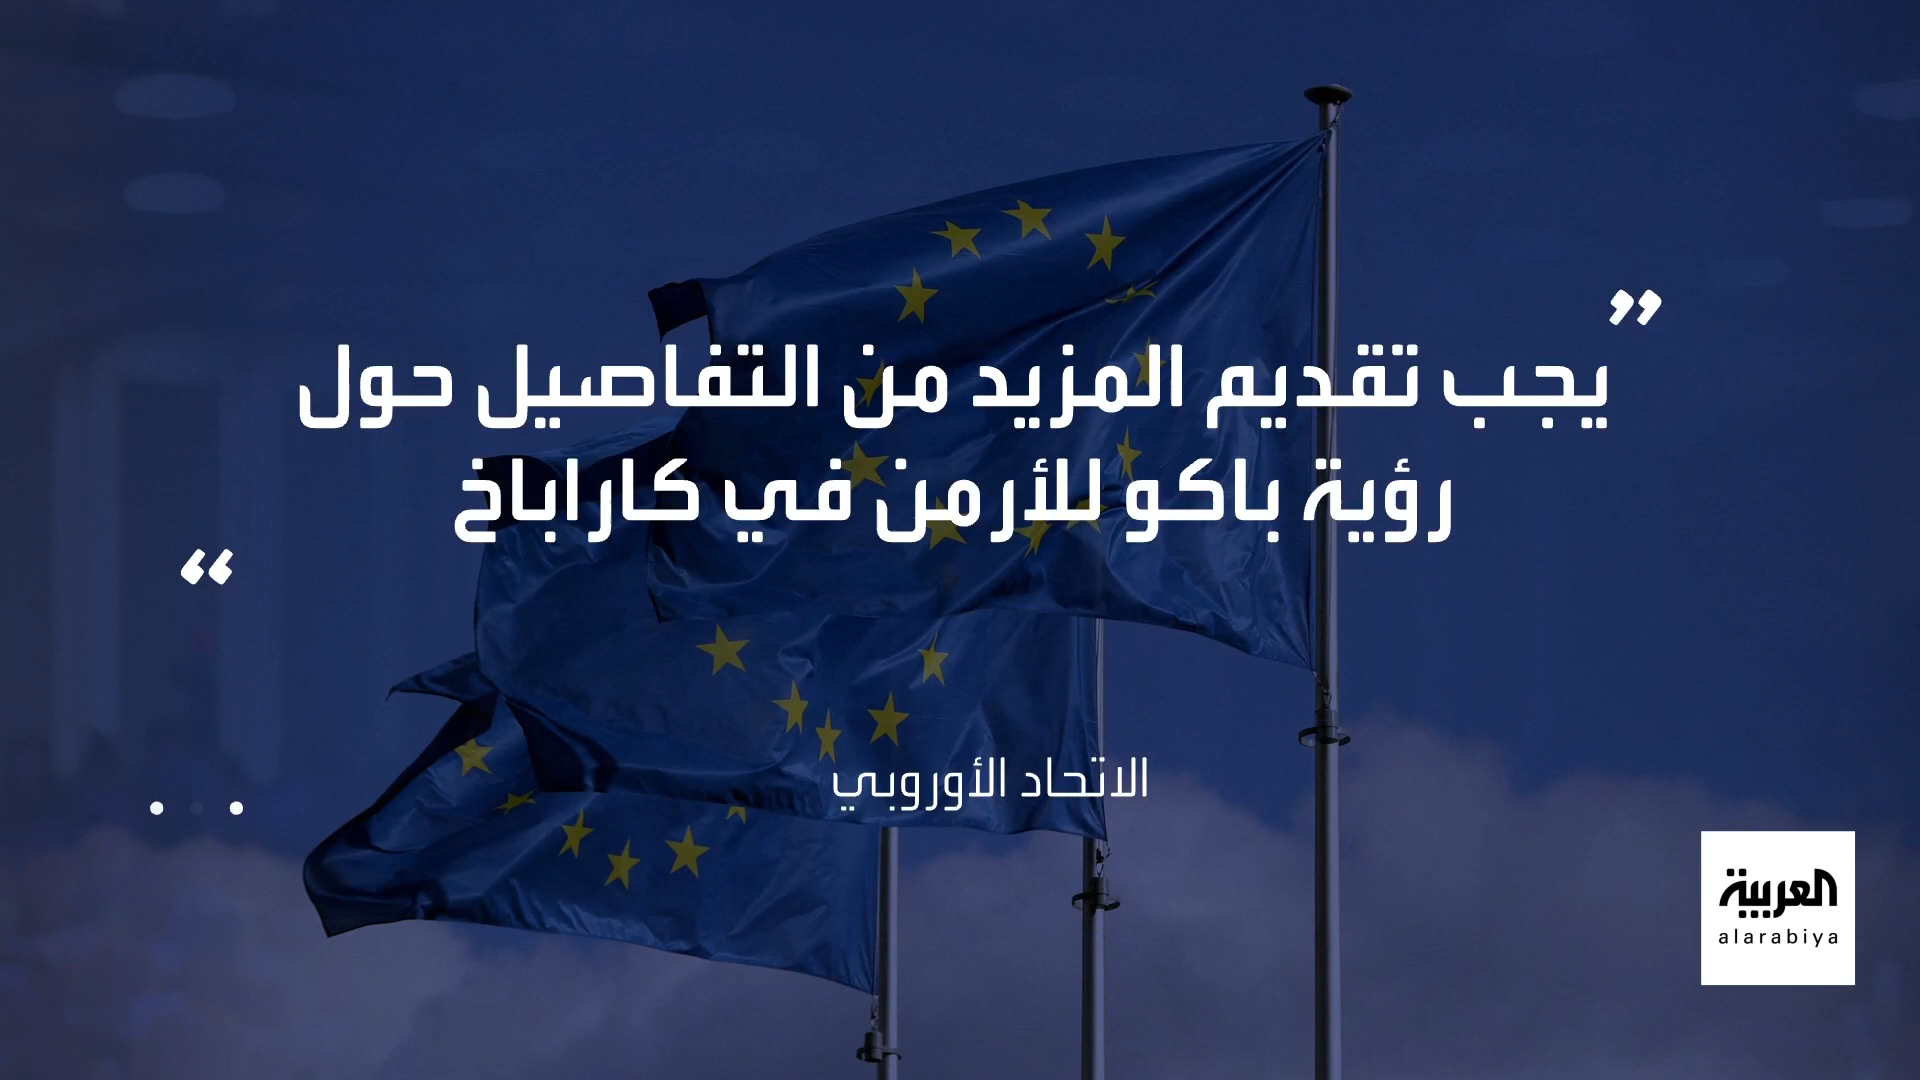 ”
يجب تقديم المزيد من التفاصيل حول
رؤية باكو للأرمن في كاراباخ
“
الاتحاد الأوروبي
العربية
alarabiya